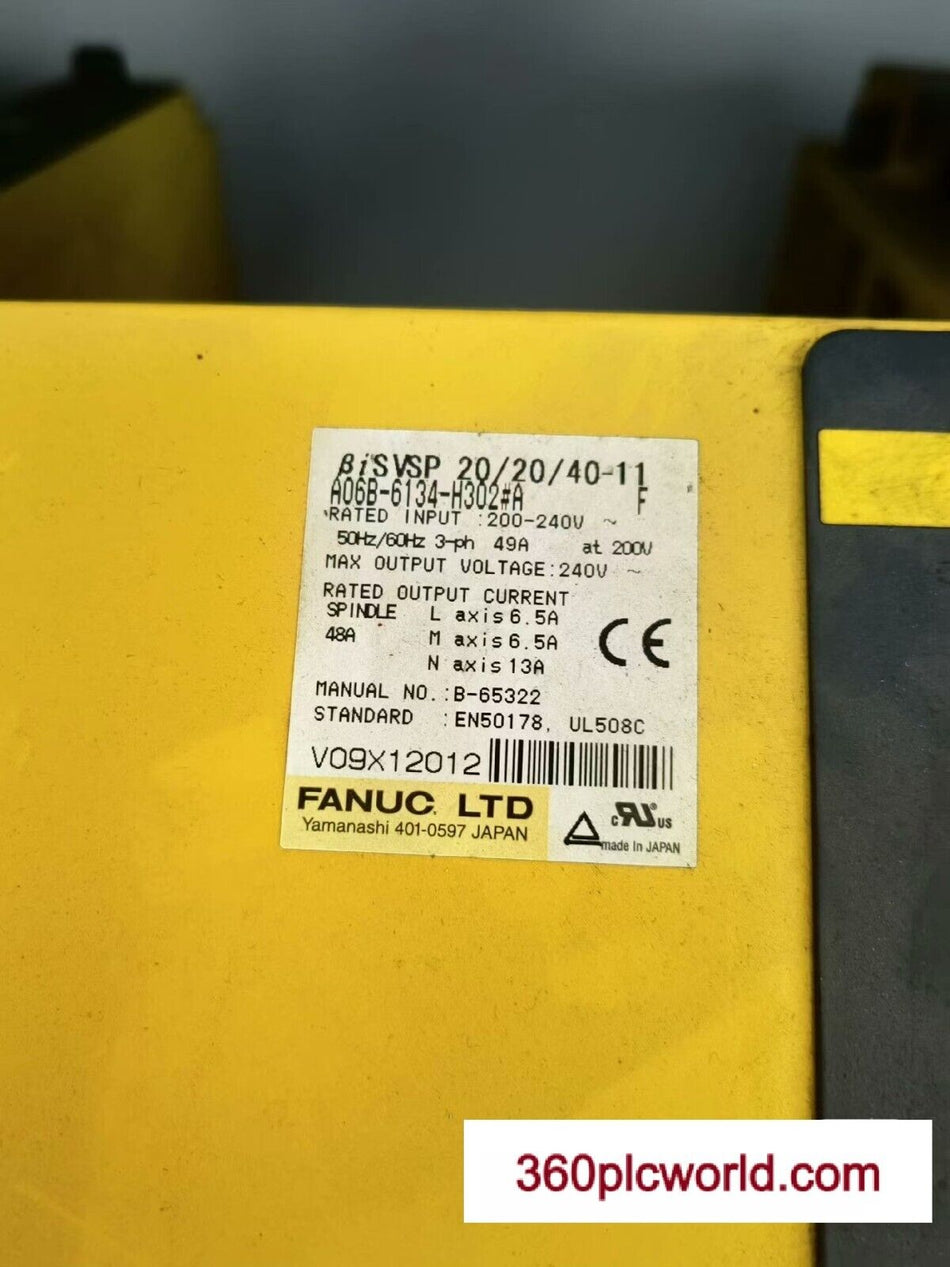 βiSVSP 20/20/40-11
A06B-6134-H302#A F
RATED INPUT :200-240V ~
50Hz/60Hz 3-ph 49A at 200V
MAX OUTPUT VOLTAGE:240V ~
RATED OUTPUT CURRENT
SPINDLE L axis 6.5A
48A M axis 6.5A
N axis 13A
CE
MANUAL NO.:B-65322
STANDARD :EN50178, UL508C
V09X12012
FANUC LTD
Yamanashi 401-0597 JAPAN
c RU us
made in JAPAN
360plcworld.com